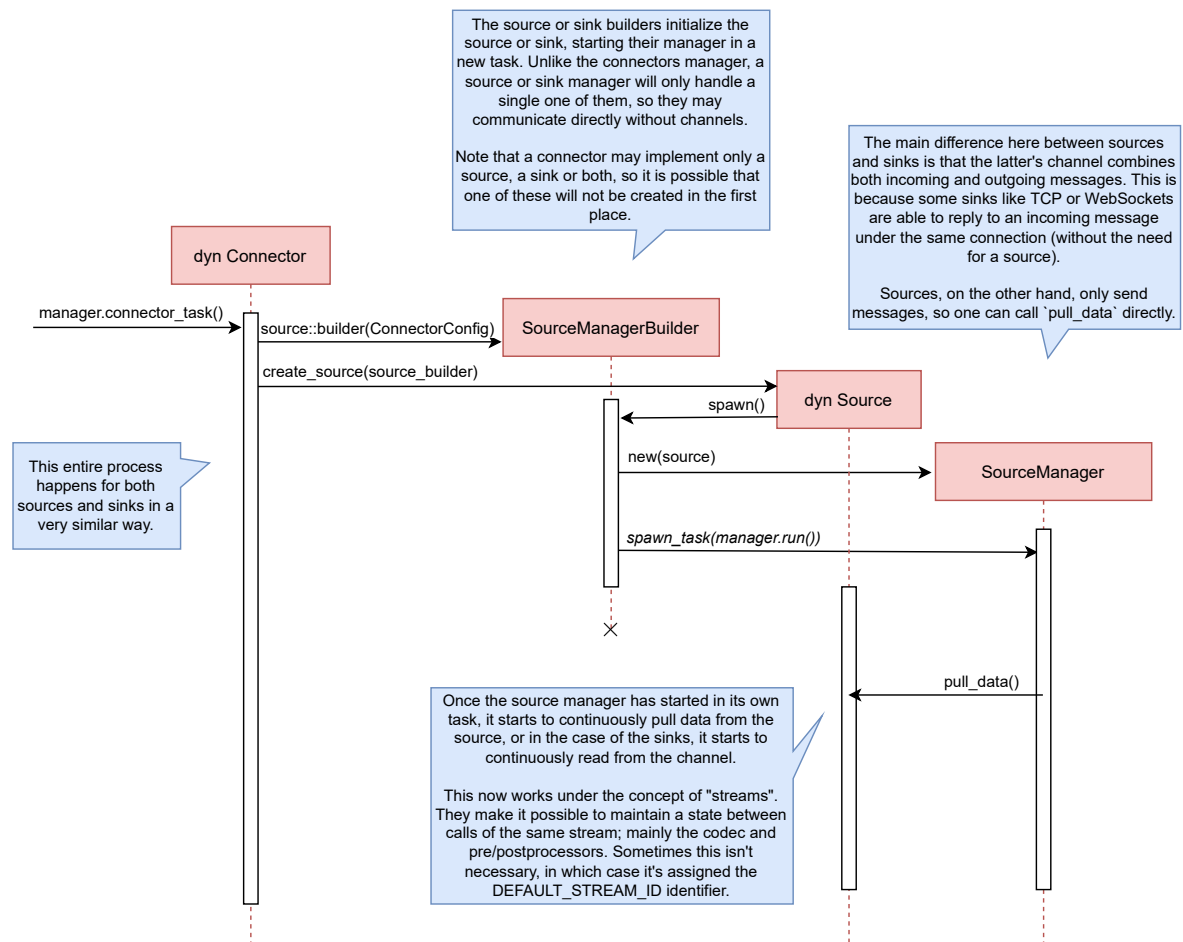 The source or sink builders initialize the
source or sink, starting their manager in a
new task. Unlike the connectors manager, a
source or sink manager will only handle a
single one of them, so they may
communicate directly without channels.
Note that a connector may implement only a
source, a sink or both, so it is possible that
one of these will not be created in the first
place.
The main difference here between sources
and sinks is that the latter's channel combines
both incoming and outgoing messages. This is
because some sinks like TCP or WebSockets
are able to reply to an incoming message
under the same connection (without the need
for a source).
Sources, on the other hand, only send
messages, so one can call `pull_data` directly.
dyn Connector
manager.connector_task()
source::builder(ConnectorConfig)
SourceManagerBuilder
create_source(source_builder)
dyn Source
spawn()
new(source)
SourceManager
This entire process
happens for both
sources and sinks in a
very similar way.
spawn_task(manager.run())
pull_data()
Once the source manager has started in its own
task, it starts to continuously pull data from the
source, or in the case of the sinks, it starts to
continuously read from the channel.
This now works under the concept of "streams".
They make it possible to maintain a state between
calls of the same stream; mainly the codec and
pre/postprocessors. Sometimes this isn't
necessary, in which case it's assigned the
DEFAULT_STREAM_ID identifier.